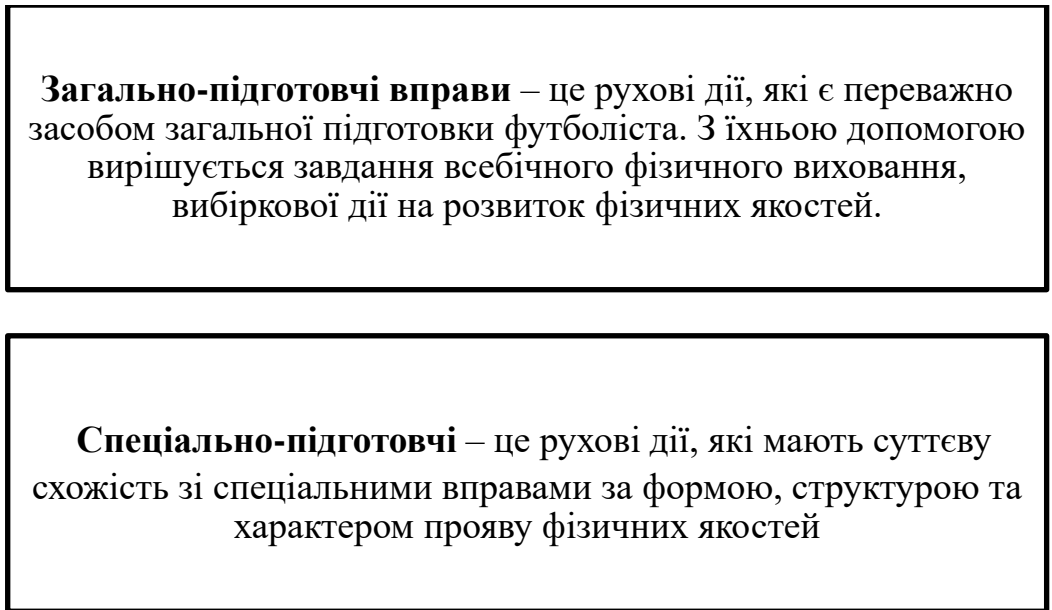 Загально-підготовчі вправи – це рухові дії, які є переважно
засобом загальної підготовки футболіста. З їхньою допомогою
вирішується завдання всебічного фізичного виховання,
вибіркової дії на розвиток фізичних якостей.
Спеціально-підготовчі – це рухові дії, які мають суттєву
схожість зі спеціальними вправами за формою, структурою та
характером прояву фізичних якостей